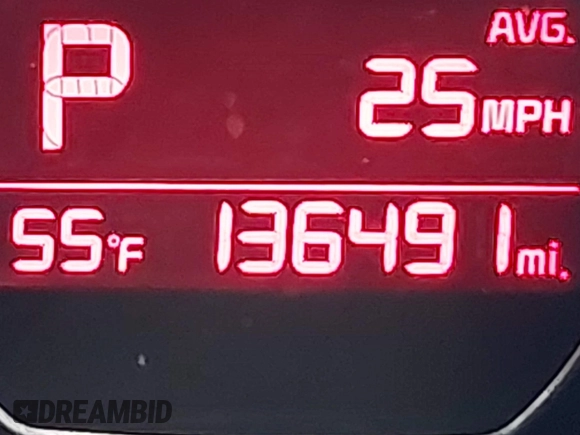 P
AVG.
25 MPH
55°F 136491 mi.
DREAMBID